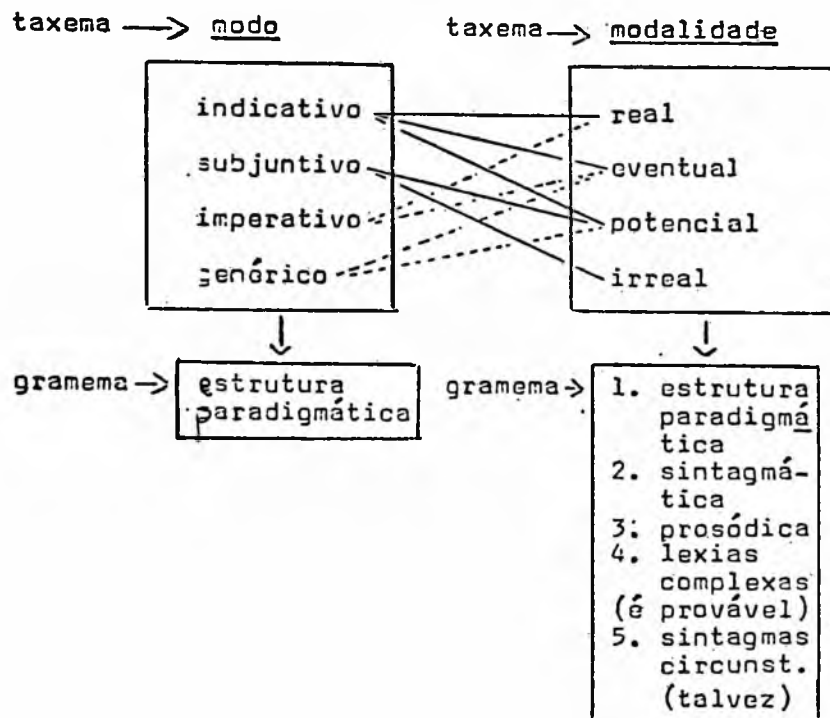 taxema → modo
taxema → modalidade
indicativo
subjuntivo
imperativo
genérico
real
eventual
potencial
irreal
gramema →
estrutura
paradigmática
gramema →
1. estrutura
paradigmá
tica
2. sintagmá-
tica
3. prosódica
4. lexias
complexas
(é provável)
5. sintagmas
circunst.
(talvez)